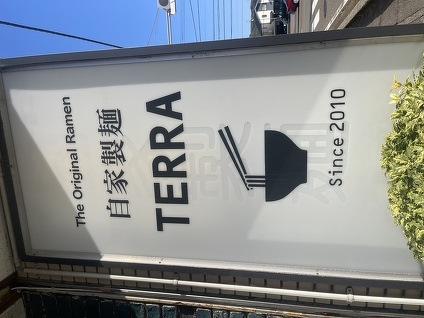 The Original Ramen
自家製麺
TERRA
Since 2010